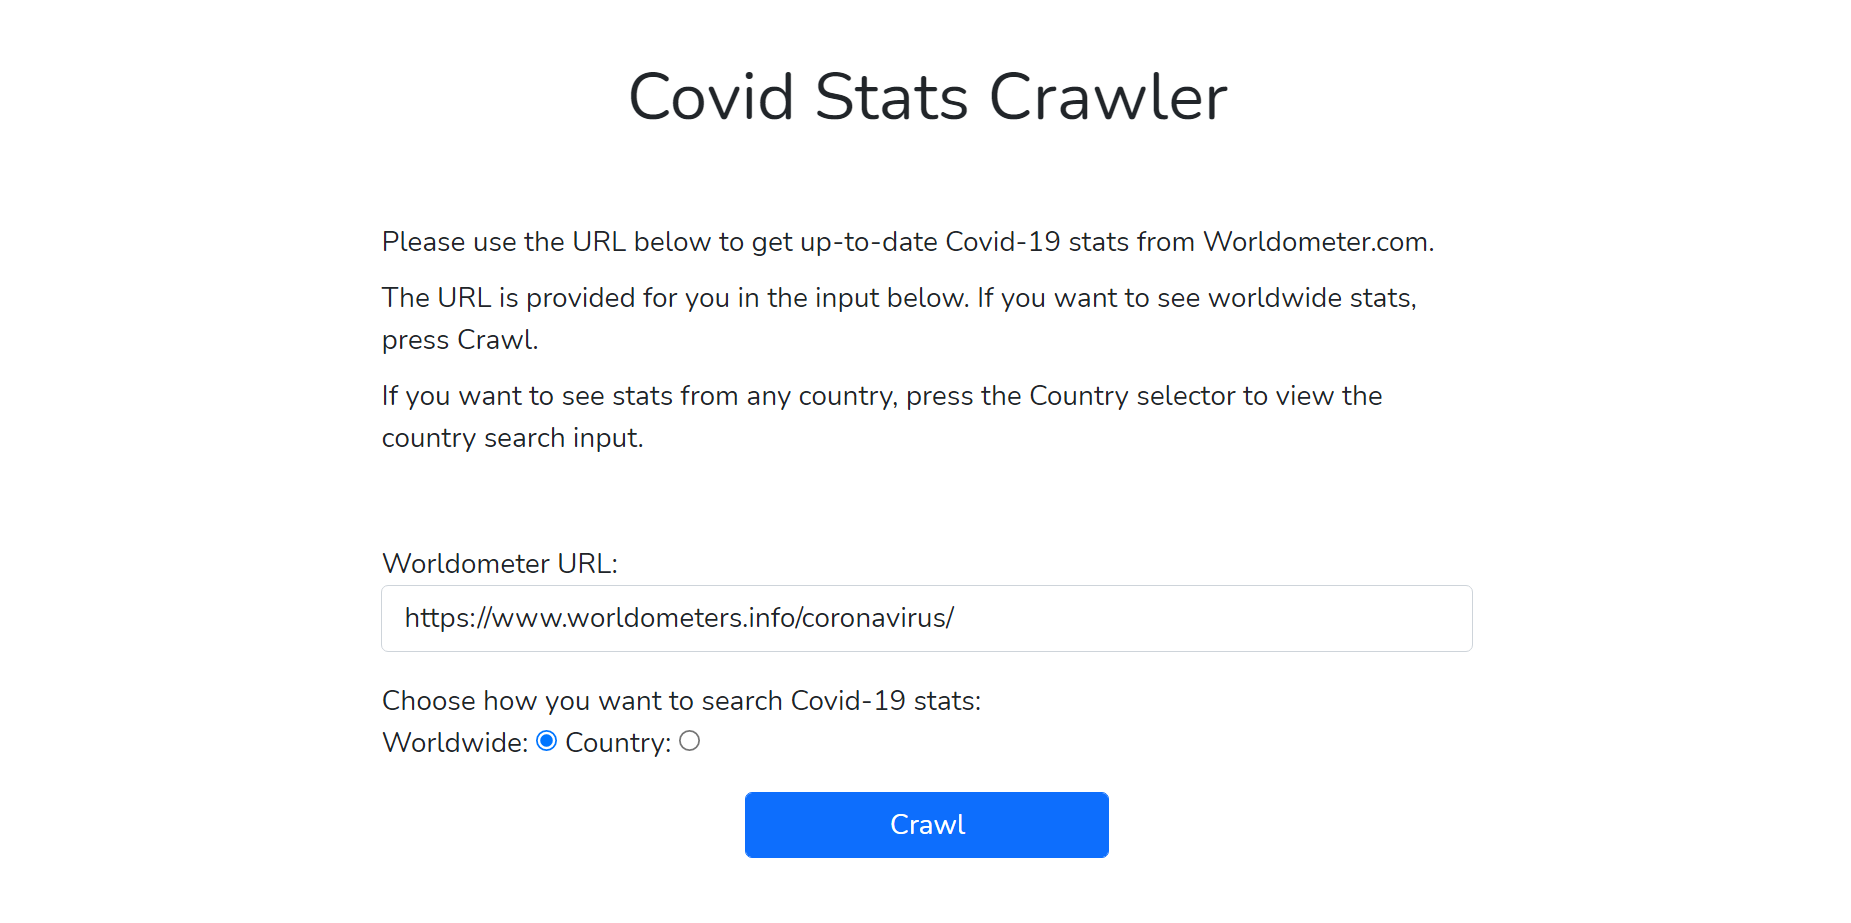 Covid Stats Crawler
Please use the URL below to get up-to-date Covid-19 stats from Worldometer.com.
The URL is provided for you in the input below. If you want to see worldwide stats,
press Crawl.
If you want to see stats from any country, press the Country selector to view the
country search input.
Worldometer URL:
https://www.worldometers.info/coronavirus/
Choose how you want to search Covid-19 stats:
Worldwide: Country:
Crawl